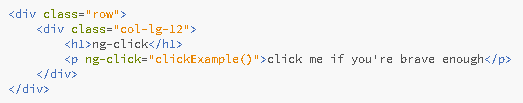 <div class="row">
    <div class="col-lg-12">
        <h1>ng-click</h1>
        <p ng-click="clickExample()">click me if you're brave enough</p>
    </div>
</div>